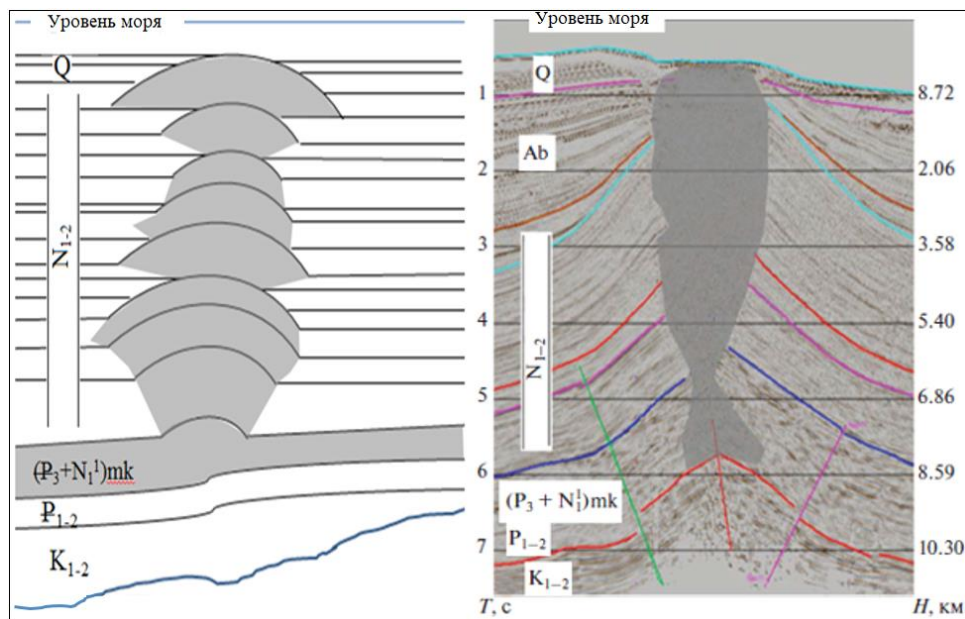 Уровень моря
Q
N₁₋₂
(P₃+N₁¹)mk
P₁₋₂
K₁₋₂
Уровень моря
Q
1
8.72
Ab
2
2.06
3
3.58
4
5.40
N₁₋₂
5
6.86
6
8.59
(P₃ + N₁¹)mk
P₁₋₂
7
10.30
K₁₋₂
T, с
H, км